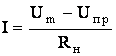 I = (U_m − U_пр) / R_н